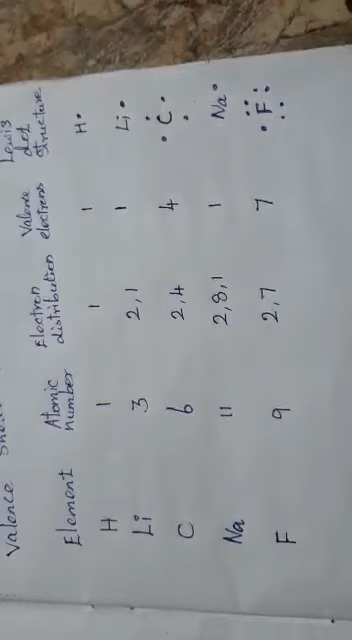 Valence
Element Atomic number Electron distribution Valence electrons Lewis dot structure
H 1 1 1 H•
Li 3 2,1 1 Li•
C 6 2,4 4 C
Na 11 2,8,1 1 Na•
F 9 2,7 7 F